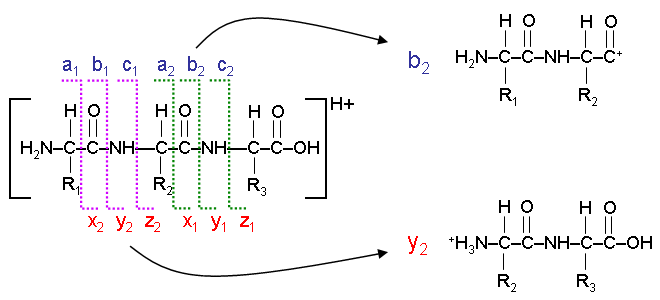 a1 b1 c1 a2 b2 c2
[H2N-C-C-NH-C-C-NH-C-C-OH]H+
H O H O H O
R1 R2 R3
x2 y2 z2 x1 y1 z1
b2
H O H O
H2N-C-C-NH-C-C+
R1 R2
y2
H O H O
+H3N-C-C-NH-C-C-OH
R2 R3